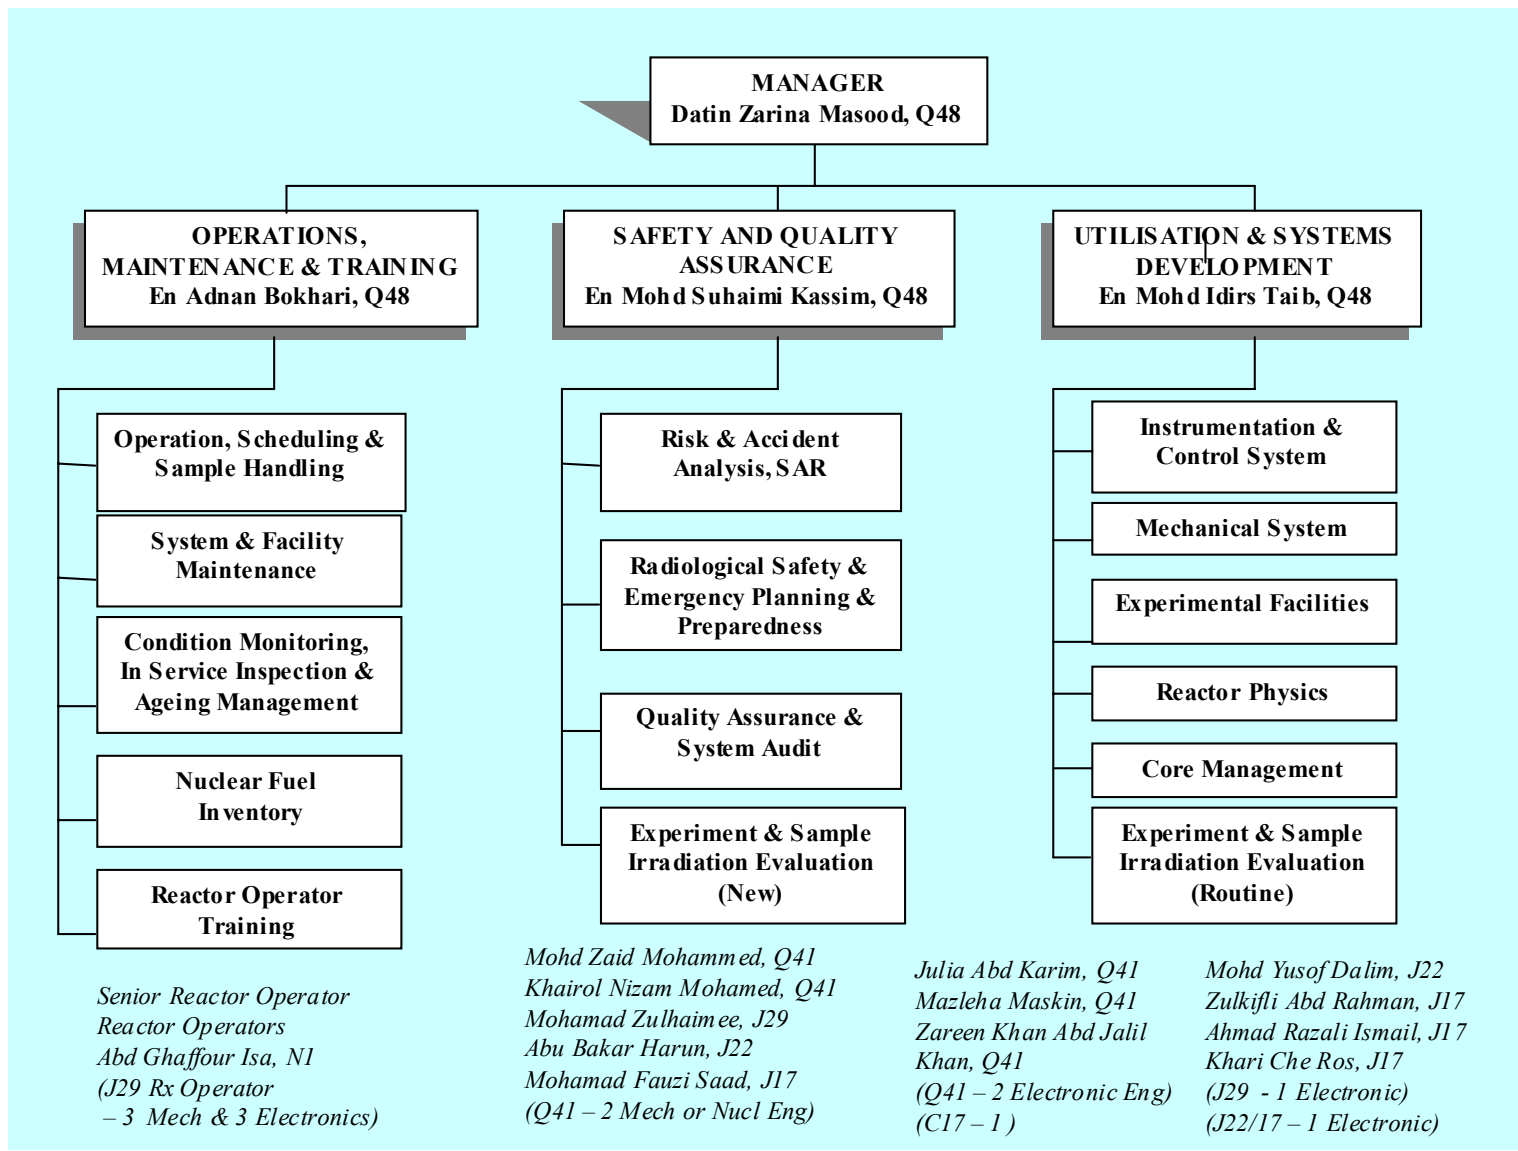 MANAGER
Datin Zarina Masood, Q48
OPERATIONS,
MAINTENANCE & TRAINING
En Adnan Bokhari, Q48
SAFETY AND QUALITY
ASSURANCE
En Mohd Suhaimi Kassim, Q48
UTILISATION & SYSTEMS
DEVELOPMENT
En Mohd Idirs Taib, Q48
Operation, Scheduling &
Sample Handling
System & Facility
Maintenance
Condition Monitoring,
In Service Inspection &
Ageing Management
Nuclear Fuel
Inventory
Reactor Operator
Training
Senior Reactor Operator
Reactor Operators
Abd Ghaffour Isa, N1
(J29 Rx Operator
– 3 Mech & 3 Electronics)
Risk & Accident
Analysis, SAR
Radiological Safety &
Emergency Planning &
Preparedness
Quality Assurance &
System Audit
Experiment & Sample
Irradiation Evaluation
(New)
Mohd Zaid Mohammed, Q41
Khairol Nizam Mohamed, Q41
Mohamad Zulhaimee, J29
Abu Bakar Harun, J22
Mohamad Fauzi Saad, J17
(Q41 – 2 Mech or Nucl Eng)
Instrumentation &
Control System
Mechanical System
Experimental Facilities
Reactor Physics
Core Management
Experiment & Sample
Irradiation Evaluation
(Routine)
Julia Abd Karim, Q41
Mazleha Maskin, Q41
Zareen Khan Abd Jalil
Khan, Q41
(Q41 – 2 Electronic Eng)
(C17 – 1 )
Mohd Yusof Dalim, J22
Zulkifli Abd Rahman, J17
Ahmad Razali Ismail, J17
Khari Che Ros, J17
(J29 - 1 Electronic)
(J22/17 – 1 Electronic)